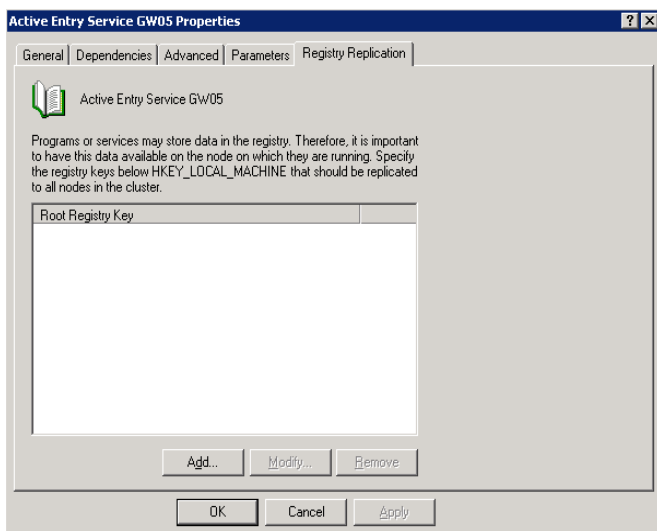 Active Entry Service GW05 Properties
General Dependencies Advanced Parameters Registry Replication
Active Entry Service GW05
Programs or services may store data in the registry. Therefore, it is important
to have this data available on the node on which they are running. Specify
the registry keys below HKEY_LOCAL_MACHINE that should be replicated
to all nodes in the cluster.
Root Registry Key
Add... Modify... Remove
OK Cancel Apply